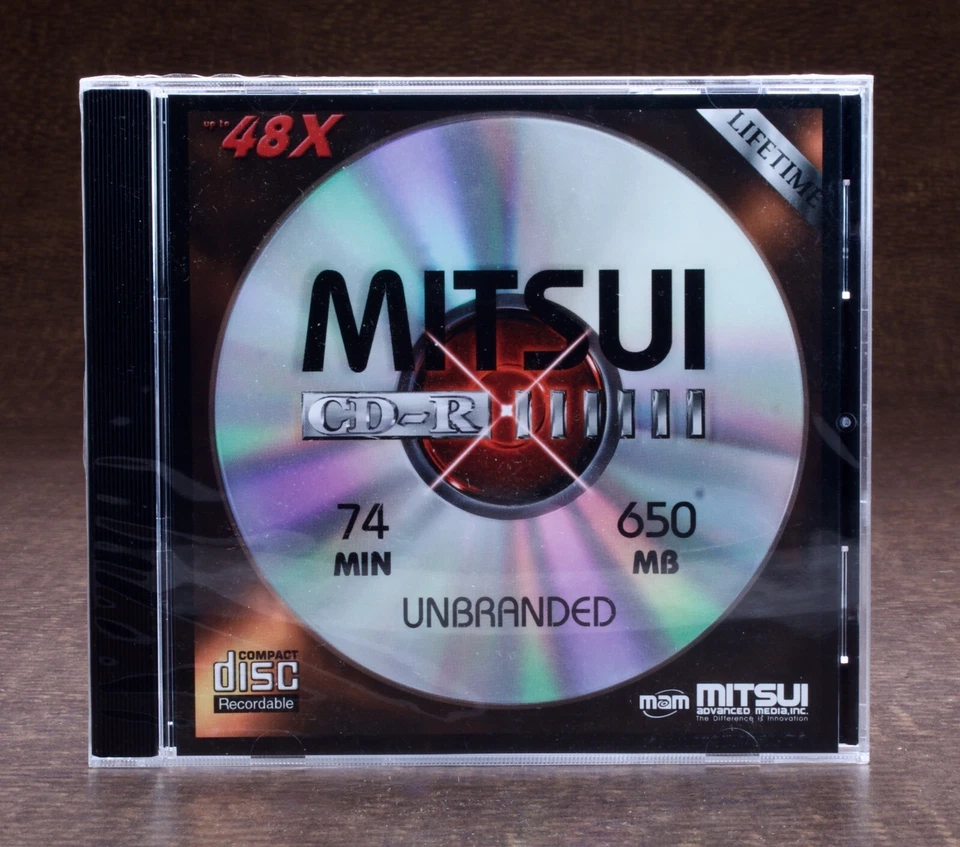 up to 48X
LIFETIME
MITSUI
CD-R
74
MIN
650
MB
UNBRANDED
COMPACT
disc
Recordable
mam
MITSUI
ADVANCED MEDIA, INC.
The Difference is Innovation